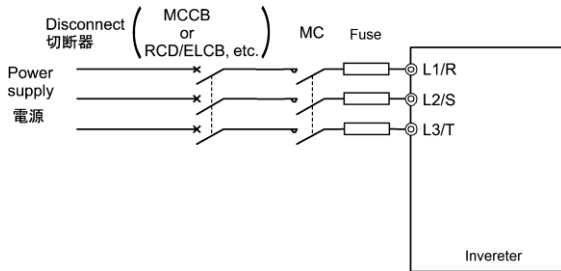 Disconnect
切断器
MCCB
or
RCD/ELCB, etc.
MC
Fuse
Power
supply
電源
L1/R
L2/S
L3/T
Invereter